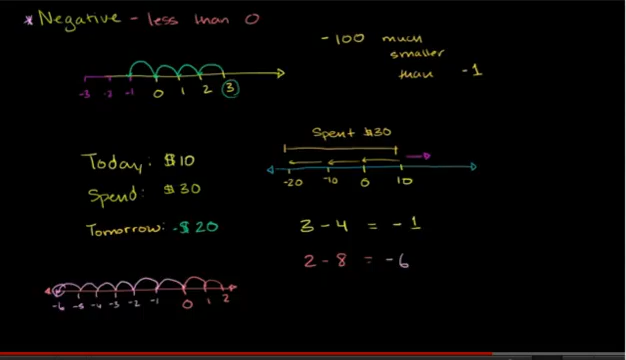 * Negative - less than 0
-100 much
smaller
than -1
-3 -2 -1 0 1 2 3
Spent $30
Today: $10
Spend: $30
Tomorrow: -$20
-20 -10 0 10
3 - 4 = -1
2 - 8 = -6
-6 -5 -4 -3 -2 -1 0 1 2